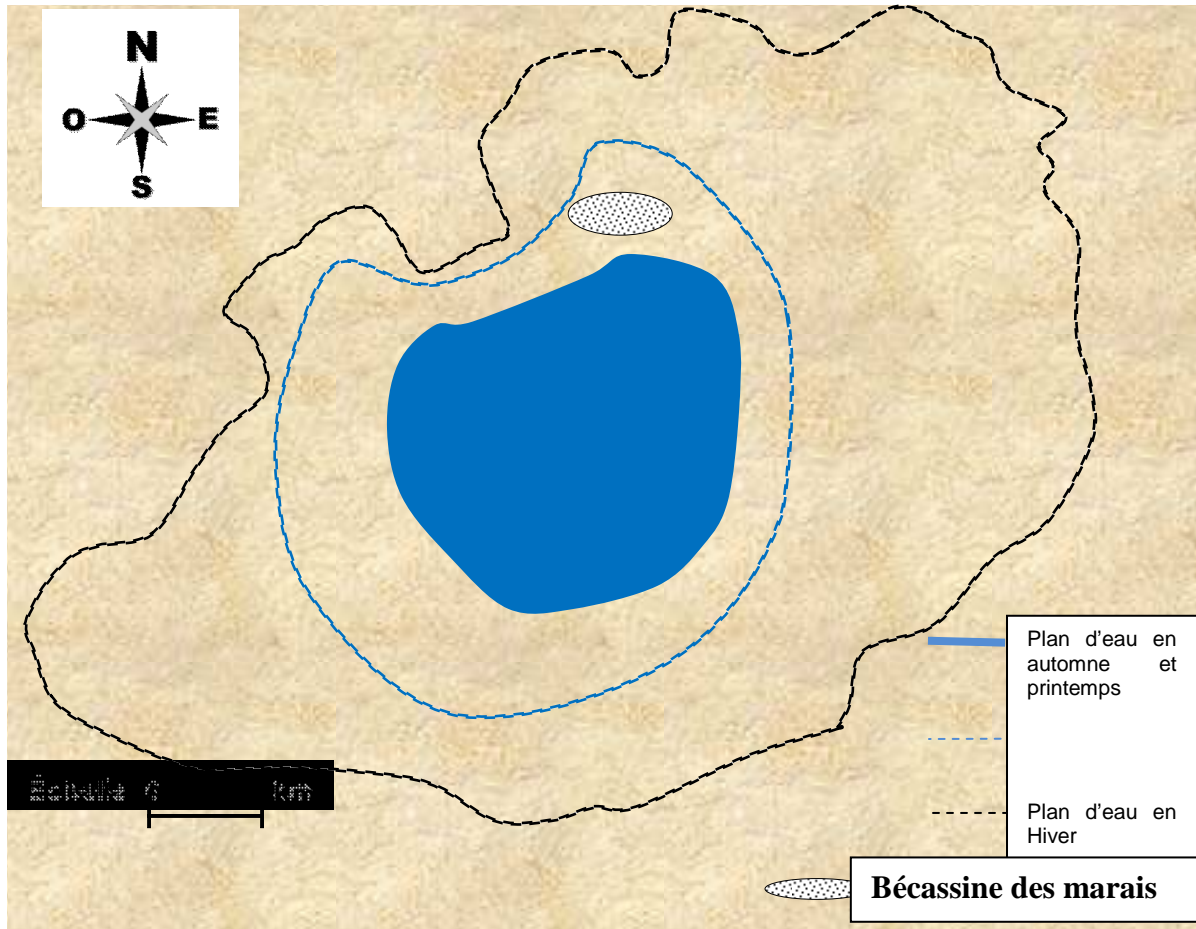 N
O E
S
Plan d'eau en
automne et
printemps
Plan d'eau en
Hiver
Bécassine des marais